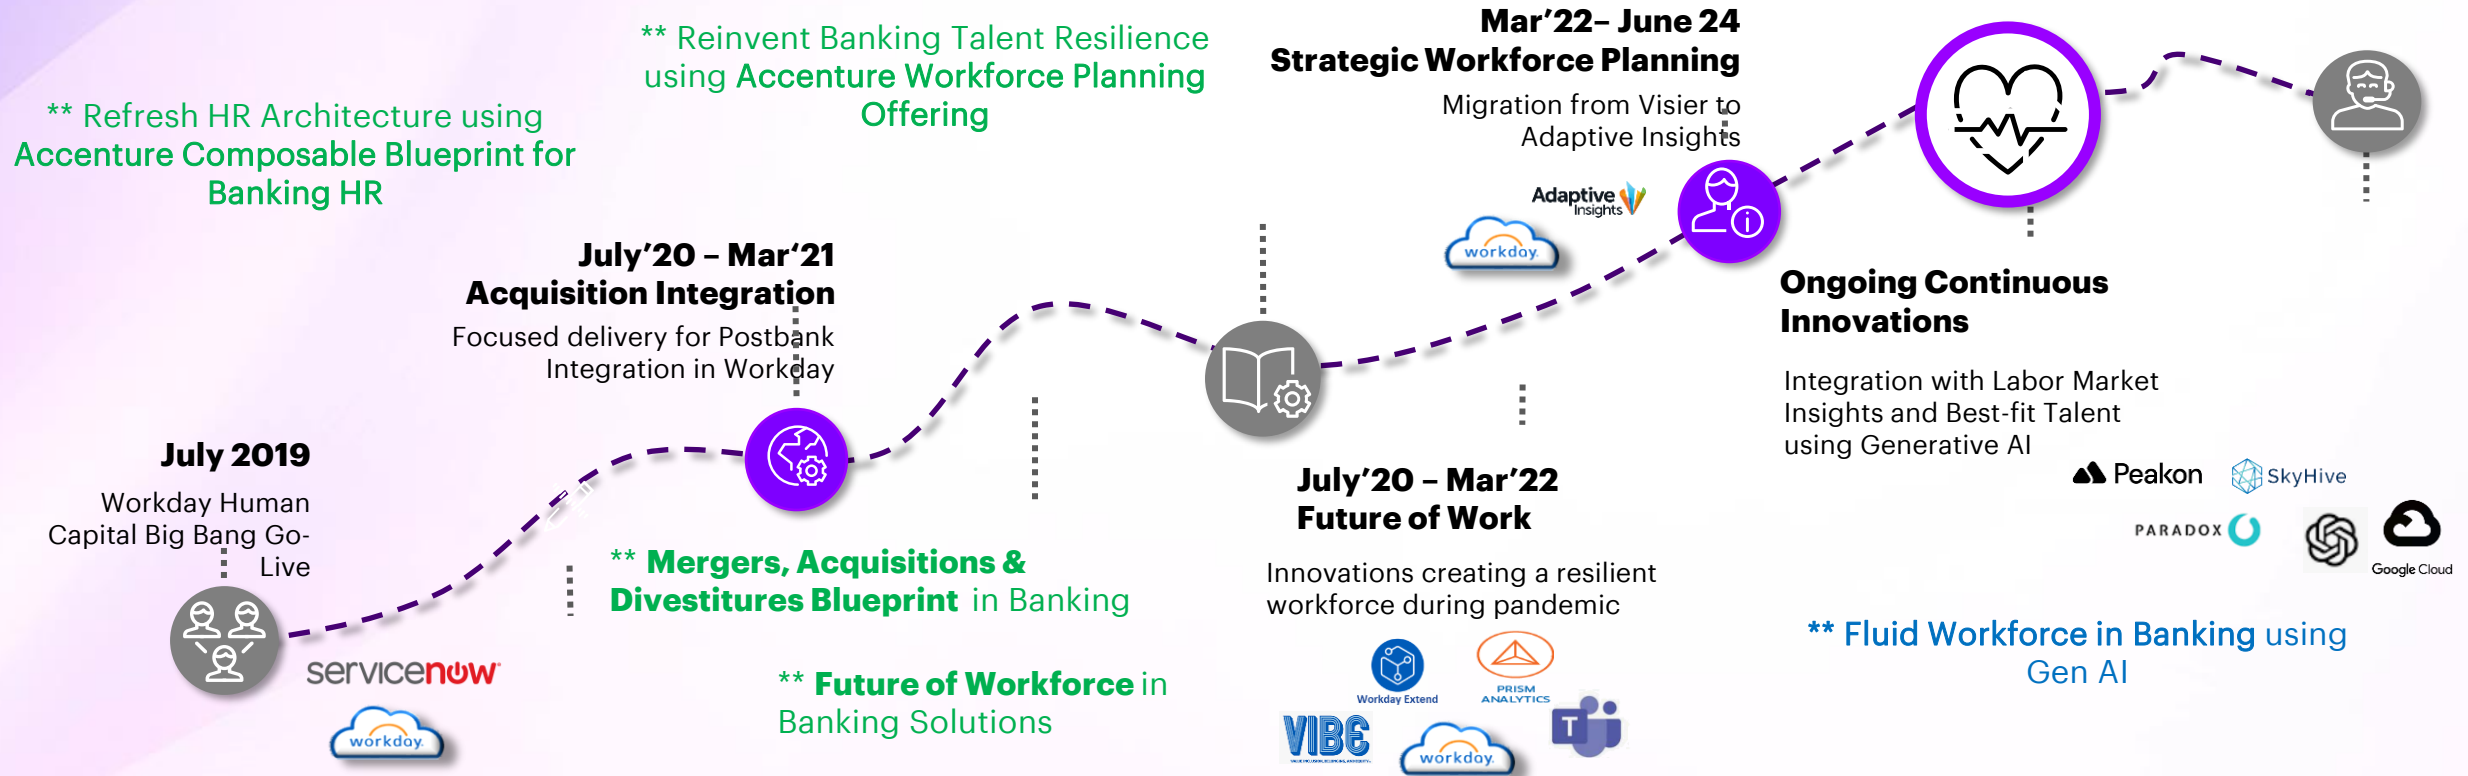 ** Refresh HR Architecture using
Accenture Composable Blueprint for
Banking HR
** Reinvent Banking Talent Resilience
using Accenture Workforce Planning
Offering
Mar’22– June 24
Strategic Workforce Planning
Migration from Visier to
Adaptive Insights
Adaptive
Insights
workday.
July’20 – Mar‘21
Acquisition Integration
Focused delivery for Postbank
Integration in Workday
July 2019
Workday Human
Capital Big Bang Go-
Live
servicenow
workday.
** Mergers, Acquisitions &
Divestitures Blueprint in Banking
** Future of Workforce in
Banking Solutions
July’20 – Mar’22
Future of Work
Innovations creating a resilient
workforce during pandemic
Workday Extend
PRISM
ANALYTICS
VIBE
workday.
T
Ongoing Continuous
Innovations
Integration with Labor Market
Insights and Best-fit Talent
using Generative AI
Peakon
SkyHive
PARADOX
Google Cloud
** Fluid Workforce in Banking using
Gen AI